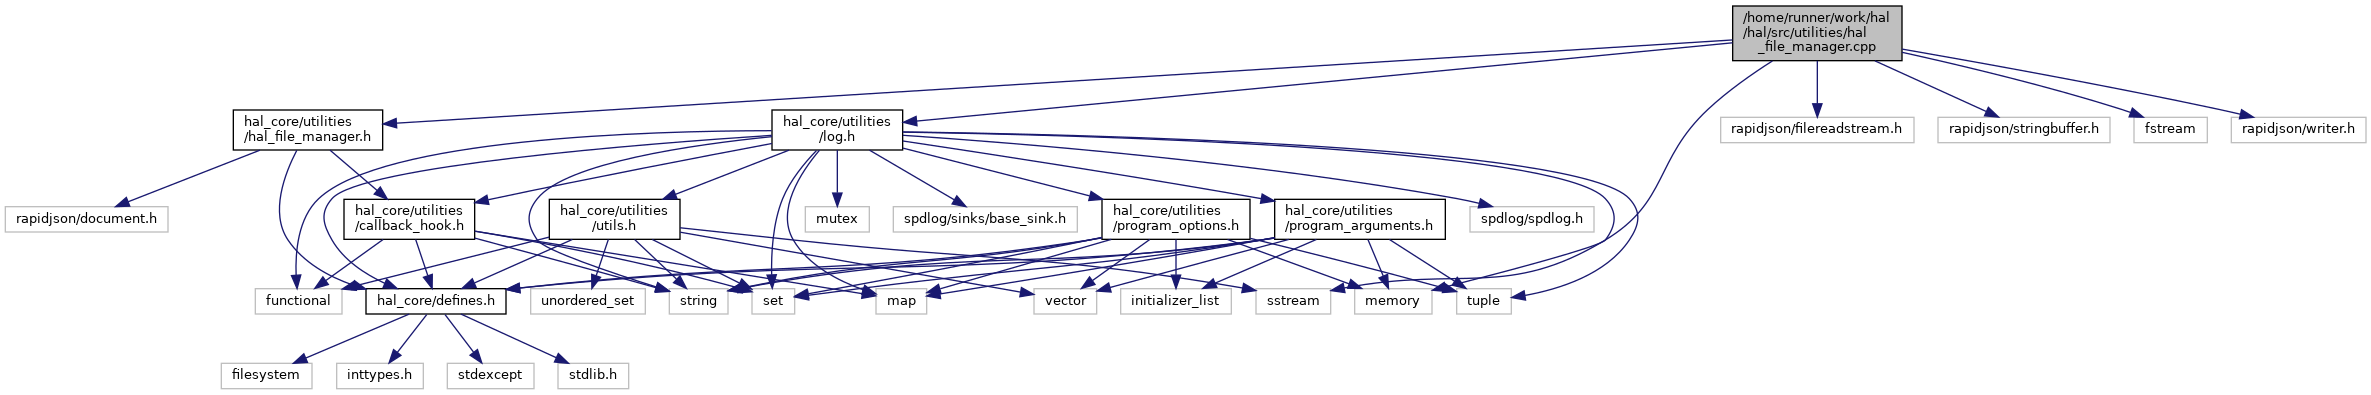 /home/runner/work/hal
/hal/src/utilities/hal
_file_manager.cpp
hal_core/utilities
/hal_file_manager.h
hal_core/utilities
/log.h
rapidjson/filereadstream.h
rapidjson/stringbuffer.h
fstream
rapidjson/writer.h
rapidjson/document.h
hal_core/utilities
/callback_hook.h
hal_core/utilities
/utils.h
mutex
spdlog/sinks/base_sink.h
hal_core/utilities
/program_options.h
hal_core/utilities
/program_arguments.h
spdlog/spdlog.h
functional
hal_core/defines.h
unordered_set
string
set
map
vector
initializer_list
sstream
memory
tuple
filesystem
inttypes.h
stdexcept
stdlib.h